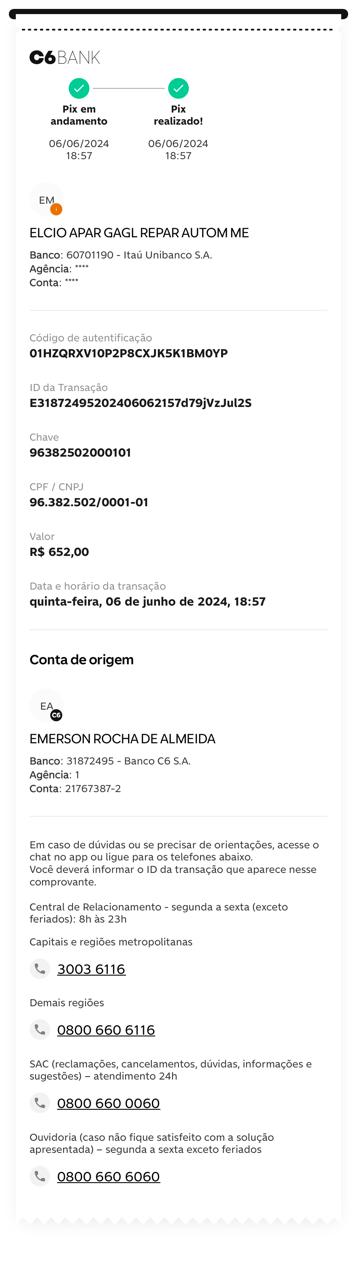 C6BANK
Pix em andamento
06/06/2024
18:57
Pix realizado!
06/06/2024
18:57
EM
ELCIO APAR GAGL REPAR AUTOM ME
Banco: 60701190 - Itaú Unibanco S.A.
Agência: ****
Conta: ****
Código de autentificação
01HZQRXV10P2P8CXJK5K1BM0YP
ID da Transação
E31872495202406062157d79jVzJul2S
Chave
96382502000101
CPF / CNPJ
96.382.502/0001-01
Valor
R$ 652,00
Data e horário da transação
quinta-feira, 06 de junho de 2024, 18:57
Conta de origem
EA
C6
EMERSON ROCHA DE ALMEIDA
Banco: 31872495 - Banco C6 S.A.
Agência: 1
Conta: 21767387-2
Em caso de dúvidas ou se precisar de orientações, acesse o
chat no app ou ligue para os telefones abaixo.
Você deverá informar o ID da transação que aparece nesse
comprovante.
Central de Relacionamento - segunda a sexta (exceto
feriados): 8h às 23h
Capitais e regiões metropolitanas
3003 6116
Demais regiões
0800 660 6116
SAC (reclamações, cancelamentos, dúvidas, informações e
sugestões) – atendimento 24h
0800 660 0060
Ouvidoria (caso não fique satisfeito com a solução
apresentada) – segunda a sexta exceto feriados
0800 660 6060